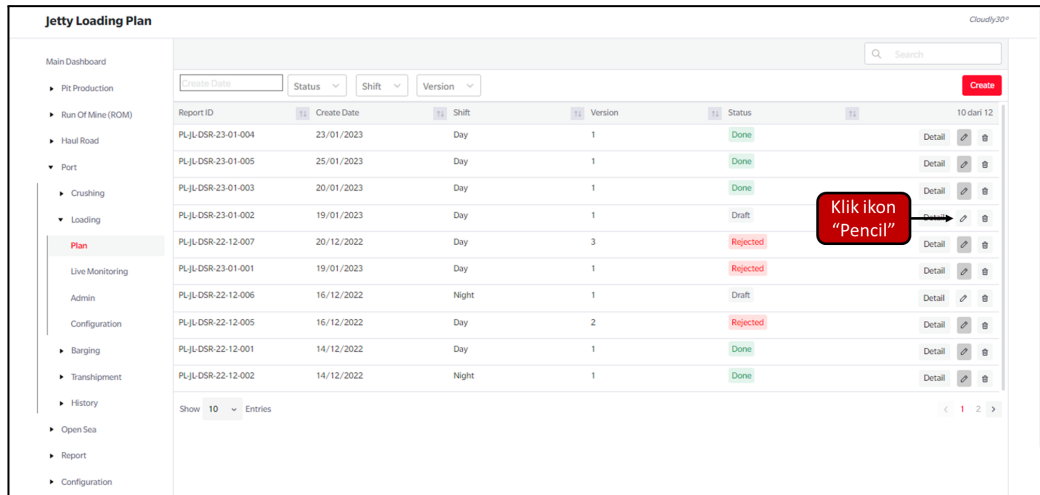 Jetty Loading Plan
Cloudly30°
Main Dashboard
Search
Pit Production
Create Date
Status
Shift
Version
Create
Run Of Mine (ROM)
Report ID Create Date Shift Version Status 10 dari 12
PL-JL-DSR-23-01-004 23/01/2023 Day 1 Done Detail
Haul Road
PL-JL-DSR-23-01-005 25/01/2023 Day 1 Done Detail
Port
PL-JL-DSR-23-01-003 20/01/2023 Day 1 Done Detail
Crushing
PL-JL-DSR-23-01-002 19/01/2023 Day 1 Draft Detail
Klik ikon
“Pencil”
Loading
PL-JL-DSR-22-12-007 20/12/2022 Day 3 Rejected Detail
Plan
PL-JL-DSR-23-01-001 19/01/2023 Day 1 Rejected Detail
Live Monitoring
PL-JL-DSR-22-12-006 16/12/2022 Night 1 Draft Detail
Admin
PL-JL-DSR-22-12-005 16/12/2022 Day 2 Rejected Detail
Configuration
PL-JL-DSR-22-12-001 14/12/2022 Day 1 Done Detail
Barging
PL-JL-DSR-22-12-002 14/12/2022 Night 1 Done Detail
Transhipment
History
Show 10 Entries
1 2
Open Sea
Report
Configuration